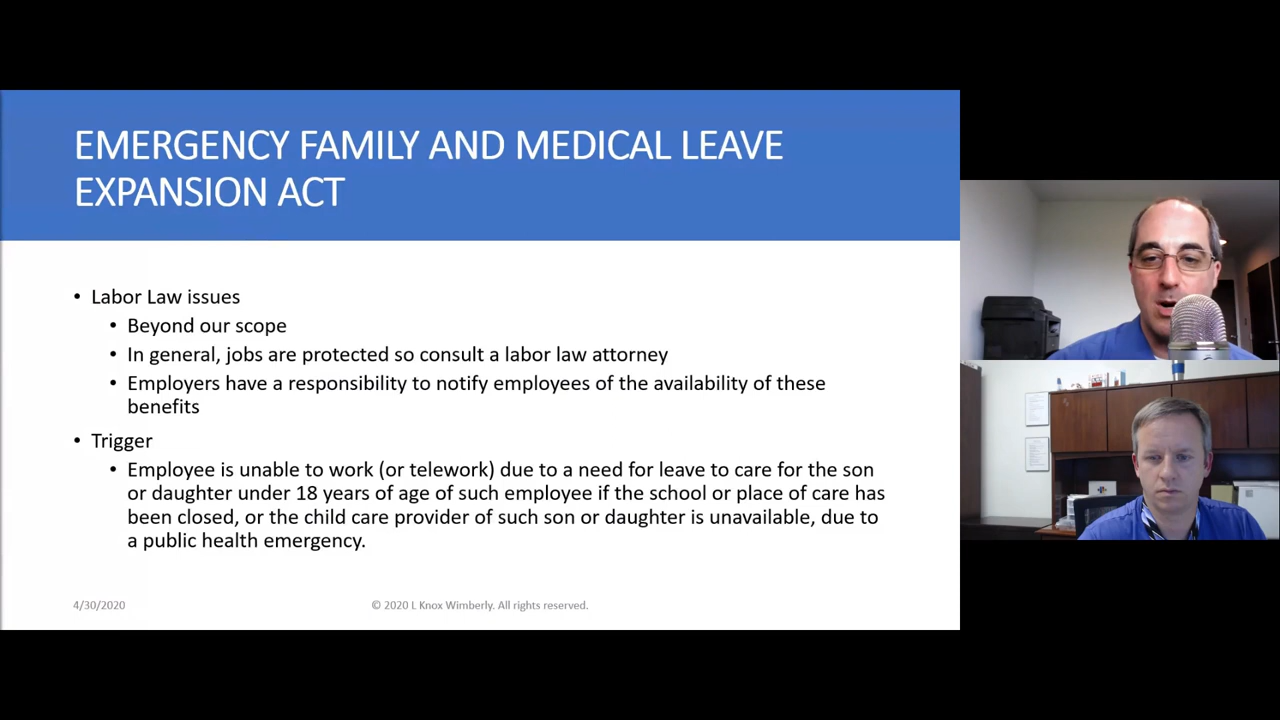 EMERGENCY FAMILY AND MEDICAL LEAVE
EXPANSION ACT
• Labor Law issues
• Beyond our scope
• In general, jobs are protected so consult a labor law attorney
• Employers have a responsibility to notify employees of the availability of these
benefits
• Trigger
• Employee is unable to work (or telework) due to a need for leave to care for the son
or daughter under 18 years of age of such employee if the school or place of care has
been closed, or the child care provider of such son or daughter is unavailable, due to
a public health emergency.
4/30/2020
© 2020 L Knox Wimberly. All rights reserved.